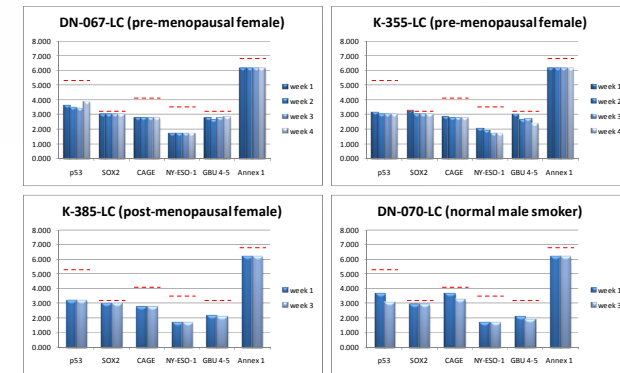 DN-067-LC (pre-menopausal female)
8.000
7.000
6.000
5.000
4.000
3.000
2.000
1.000
0.000
p53 SOX2 CAGE NY-ESO-1 GBU 4-5 Annex 1
week 1
week 2
week 3
week 4
K-355-LC (pre-menopausal female)
8.000
7.000
6.000
5.000
4.000
3.000
2.000
1.000
0.000
p53 SOX2 CAGE NY-ESO-1 GBU 4-5 Annex 1
week 1
week 2
week 3
week 4
K-385-LC (post-menopausal female)
8.000
7.000
6.000
5.000
4.000
3.000
2.000
1.000
0.000
p53 SOX2 CAGE NY-ESO-1 GBU 4-5 Annex 1
week 1
week 3
DN-070-LC (normal male smoker)
8.000
7.000
6.000
5.000
4.000
3.000
2.000
1.000
0.000
p53 SOX2 CAGE NY-ESO-1 GBU 4-5 Annex 1
week 1
week 3